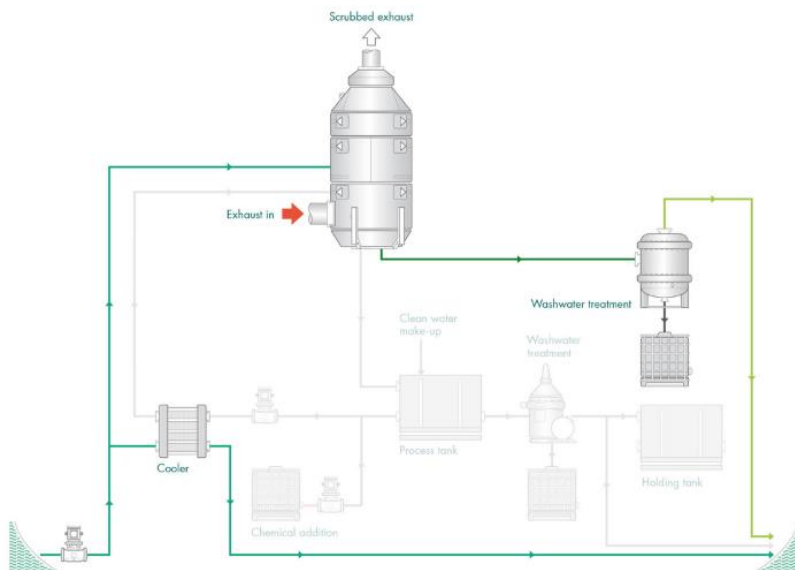 Scrubbed exhaust
Exhaust in
Washwater treatment
Clean water
make-up
Washwater
treatment
Process tank
Cooler
Holding tank
Chemical addition